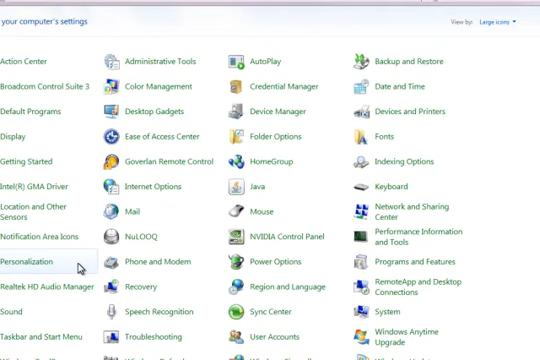 your computer's settings
View by: Large icons
Action Center
Administrative Tools
AutoPlay
Backup and Restore
Broadcom Control Suite 3
Color Management
Credential Manager
Date and Time
Default Programs
Desktop Gadgets
Device Manager
Devices and Printers
Display
Ease of Access Center
Folder Options
Fonts
Getting Started
Goverlan Remote Control
HomeGroup
Indexing Options
Intel(R) GMA Driver
Internet Options
Java
Keyboard
Location and Other
Sensors
Mail
Mouse
Network and Sharing
Center
Notification Area Icons
NuLOOQ
NVIDIA Control Panel
Performance Information
and Tools
Personalization
Phone and Modem
Power Options
Programs and Features
Realtek HD Audio Manager
Recovery
Region and Language
RemoteApp and Desktop
Connections
Sound
Speech Recognition
Sync Center
System
Taskbar and Start Menu
Troubleshooting
User Accounts
Windows Anytime
Upgrade